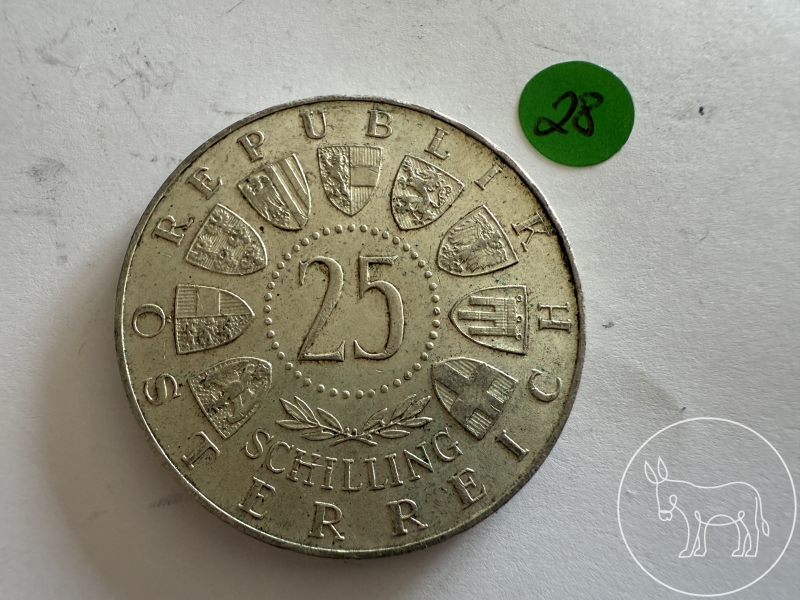 REPUBLIK
ÖSTERREICH
25
SCHILLING
28